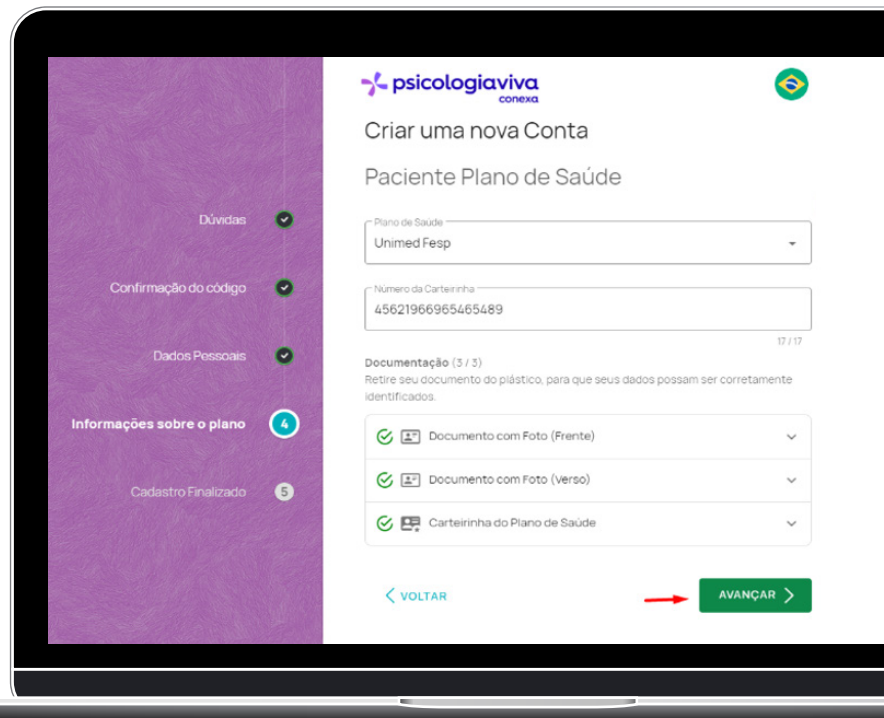 psicologiaviva
conexa
Criar uma nova Conta
Paciente Plano de Saúde
Dúvidas
Confirmação do código
Dados Pessoais
4
Informações sobre o plano
5
Cadastro Finalizado
Plano de Saúde
Unimed Fesp
Número da Carteirinha
45621966965465489
17 / 17
Documentação (3 / 3)
Retire seu documento do plástico, para que seus dados possam ser corretamente
identificados.
Documento com Foto (Frente)
Documento com Foto (Verso)
Carteirinha do Plano de Saúde
VOLTAR
AVANÇAR